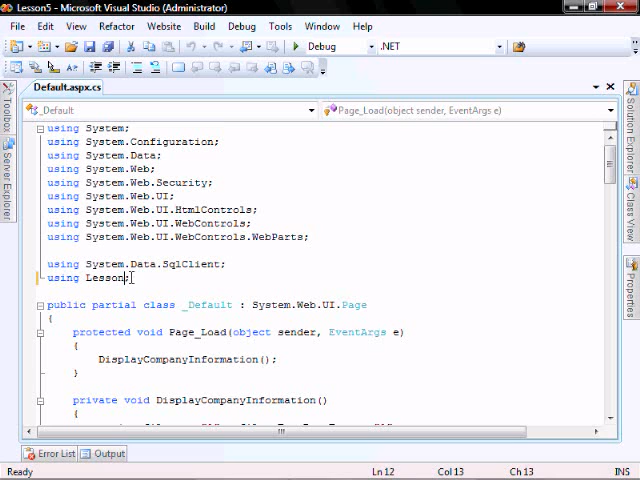 Lesson5 - Microsoft Visual Studio (Administrator)
File Edit View Refactor Website Build Debug Tools Window Help
Debug .NET
Default.aspx.cs
_Default Page_Load(object sender, EventArgs e)
using System;
using System.Configuration;
using System.Data;
using System.Web;
using System.Web.Security;
using System.Web.UI;
using System.Web.UI.HtmlControls;
using System.Web.UI.WebControls;
using System.Web.UI.WebControls.WebParts;
using System.Data.SqlClient;
using Lesson;
public partial class _Default : System.Web.UI.Page
{
protected void Page_Load(object sender, EventArgs e)
{
DisplayCompanyInformation();
}
private void DisplayCompanyInformation()
{
Toolbox
Server Explorer
Solution Explorer
Class View
Properties
Error List Output
Ready Ln 12 Col 13 Ch 13 INS